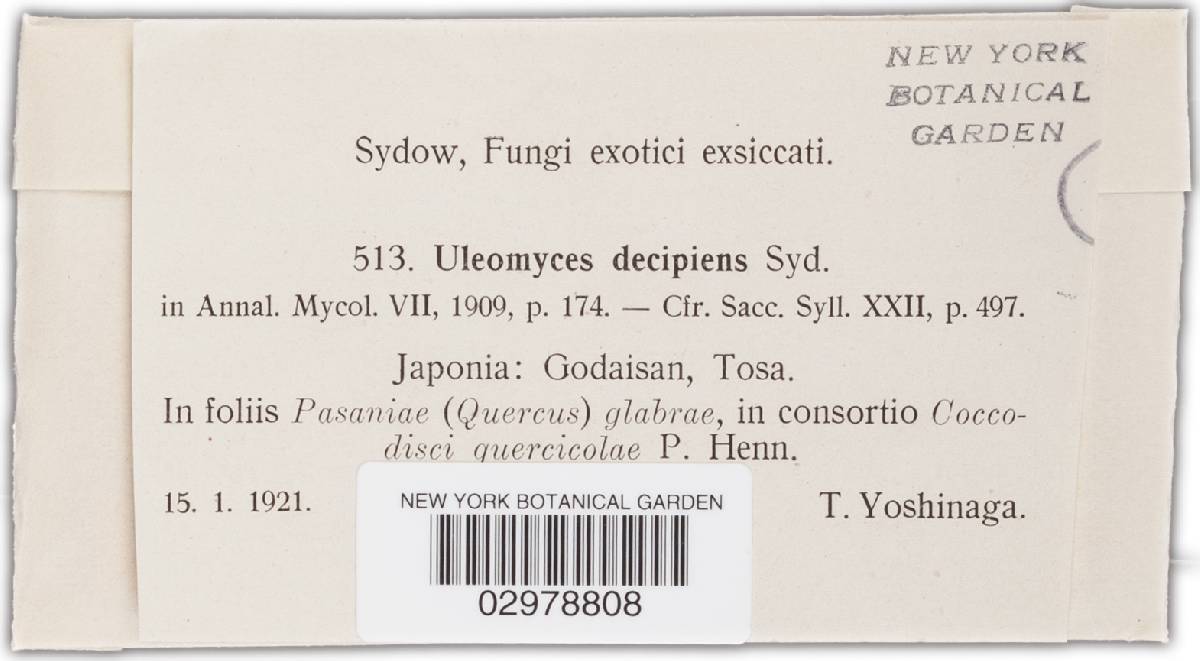 NEW YORK
BOTANICAL
GARDEN
Sydow, Fungi exotici exsiccati.
513. Uleomyces decipiens Syd.
in Annal. Mycol. VII, 1909, p. 174. — Cfr. Sacc. Syll. XXII, p. 497.
Japonia: Godaisan, Tosa.
In foliis Pasaniae (Quercus) glabrae, in consortio Cocco-
disci quercicolae P. Henn.
15. 1. 1921. T. Yoshinaga.
NEW YORK BOTANICAL GARDEN
02978808